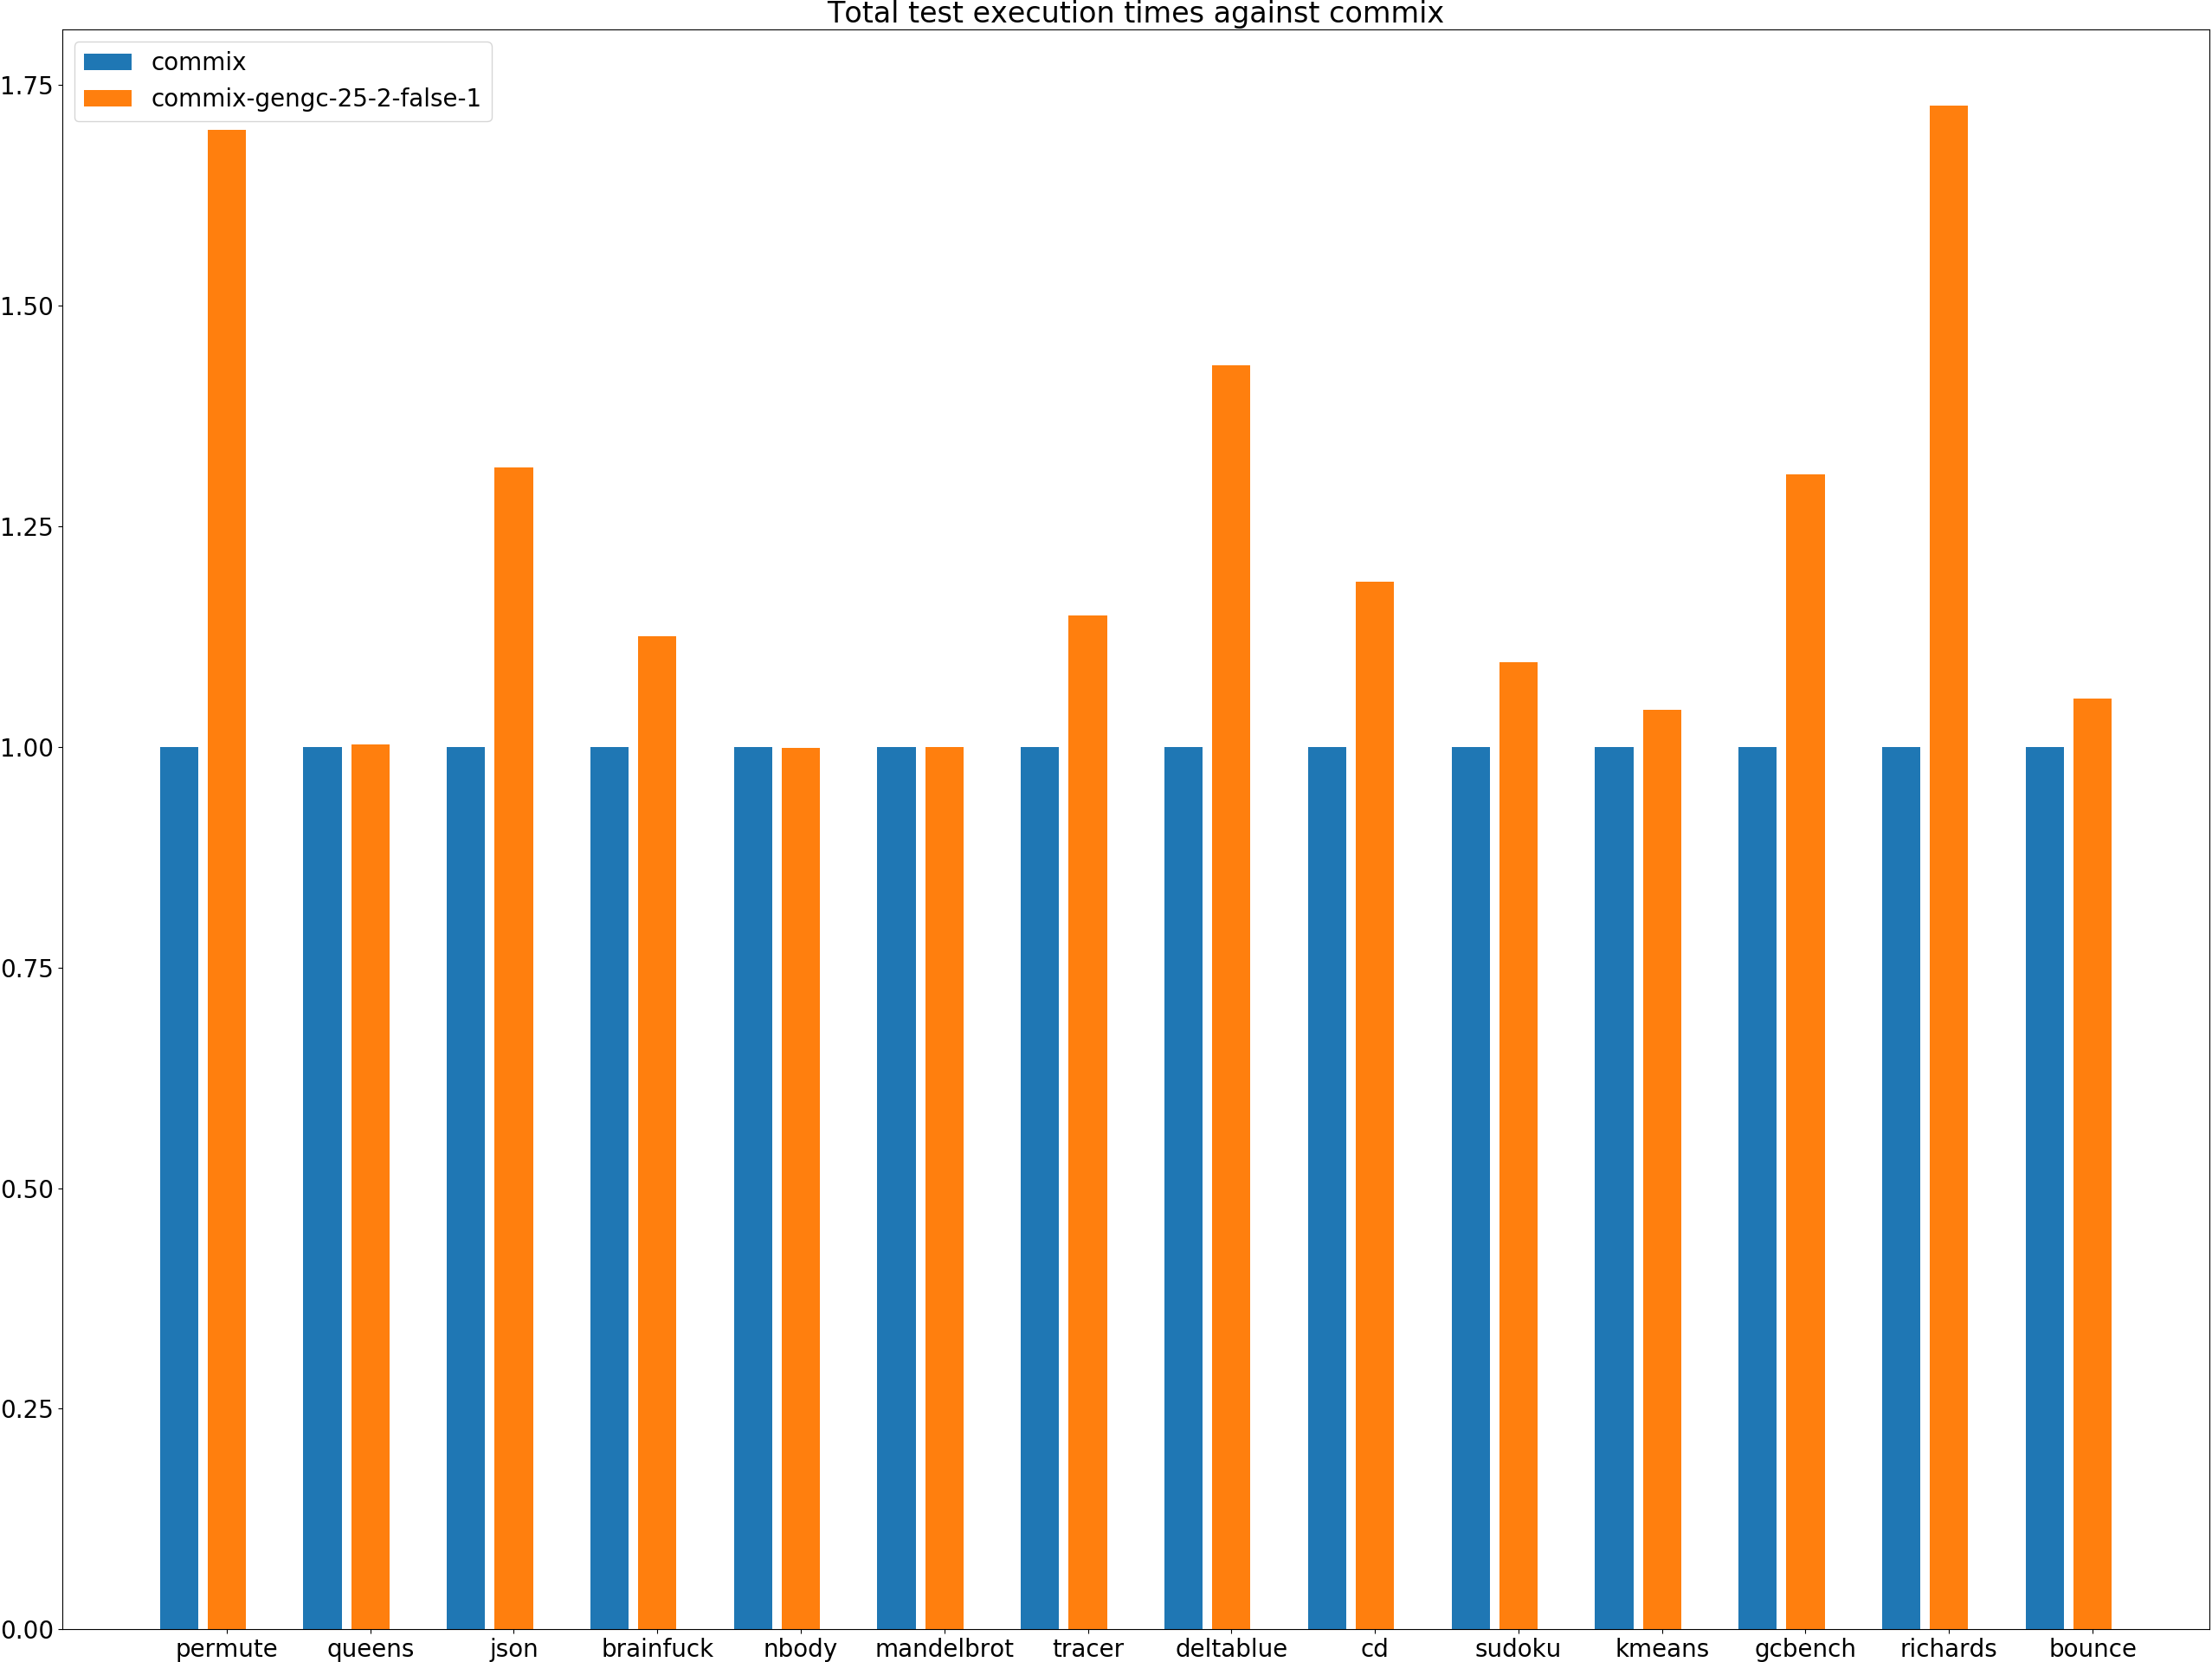 Total test execution times against commix
commix
commix-gengc-25-2-false-1
1.75
1.50
1.25
1.00
0.75
0.50
0.25
0.00
permute queens json brainfuck nbody mandelbrot tracer deltablue cd sudoku kmeans gcbench richards bounce